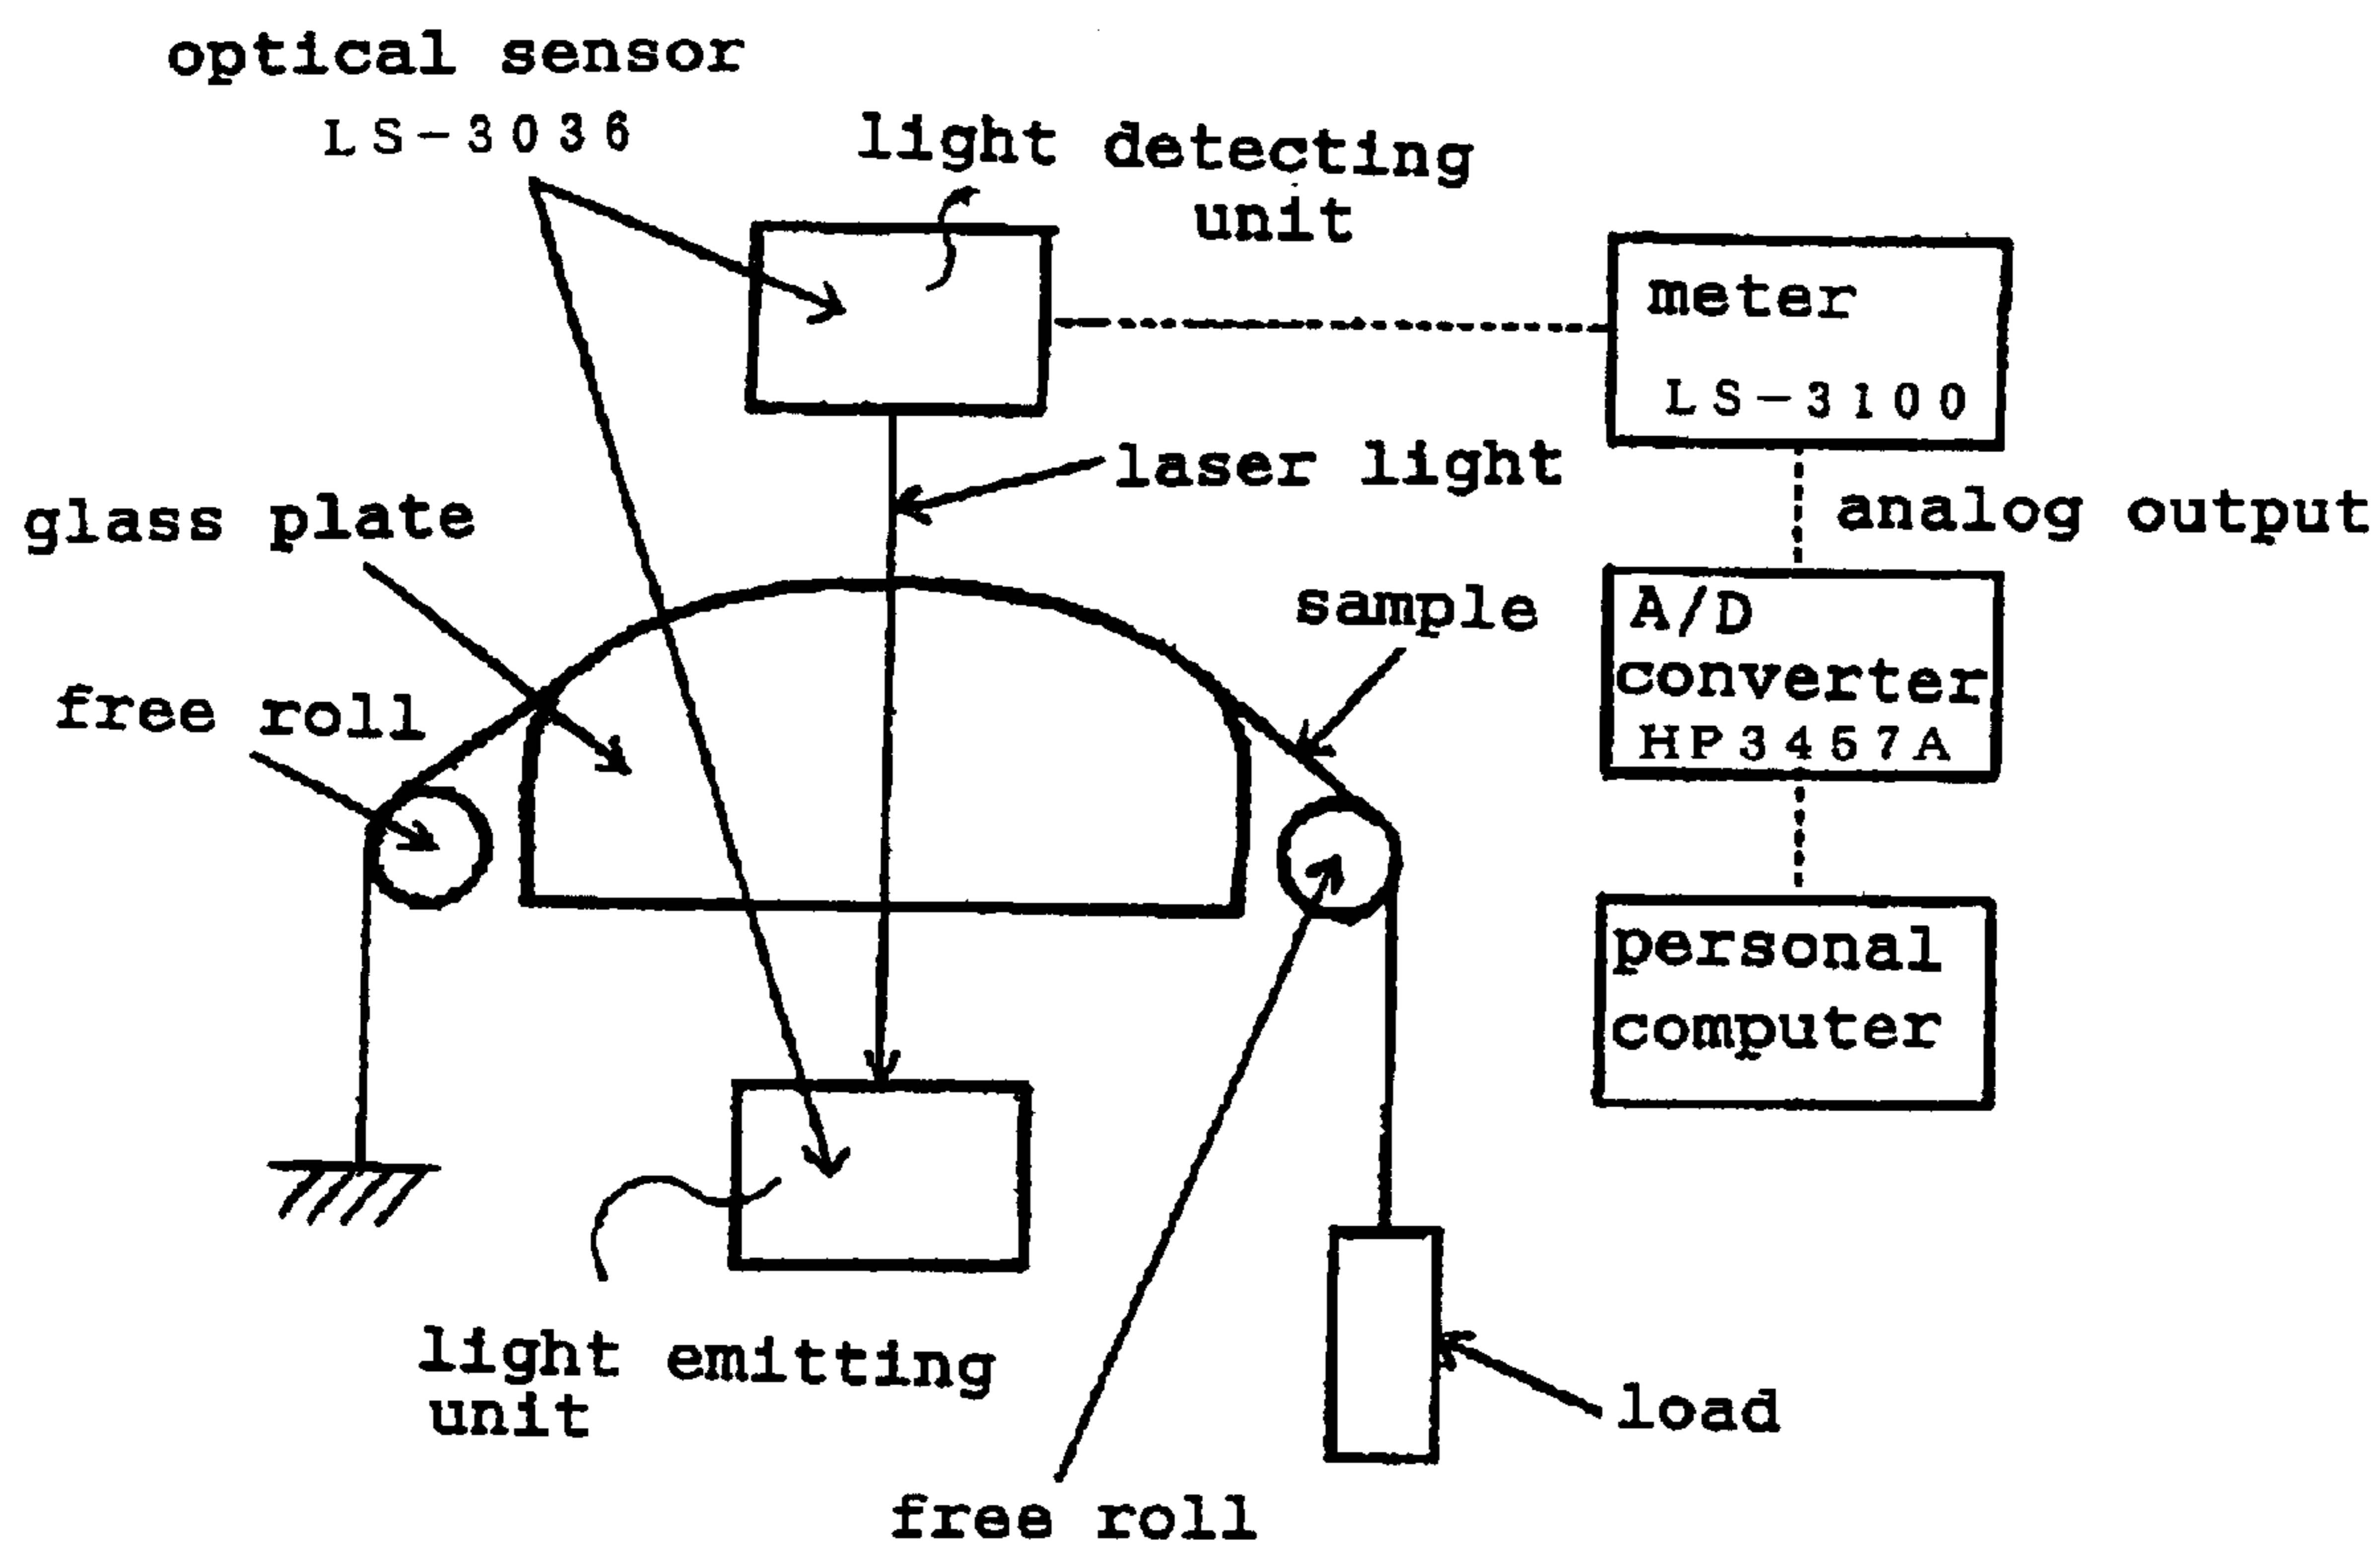 optical sensor
LS-3036
light detecting
unit
meter
LS-3100
laser light
glass plate
analog output
sample
A/D
converter
HP3457A
free roll
personal
computer
light emitting
unit
load
free roll